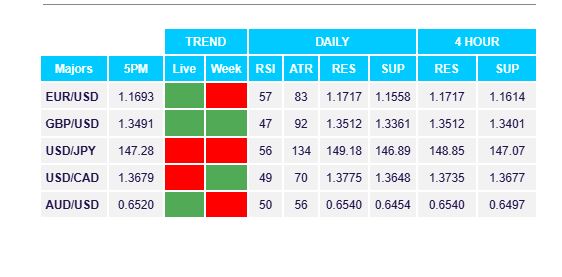 TREND DAILY 4 HOUR
Majors 5PM Live Week RSI ATR RES SUP RES SUP
EUR/USD 1.1693 57 83 1.1717 1.1558 1.1717 1.1614
GBP/USD 1.3491 47 92 1.3512 1.3361 1.3512 1.3401
USD/JPY 147.28 56 134 149.18 146.89 148.85 147.07
USD/CAD 1.3679 49 70 1.3775 1.3648 1.3735 1.3677
AUD/USD 0.6520 50 56 0.6540 0.6454 0.6540 0.6497